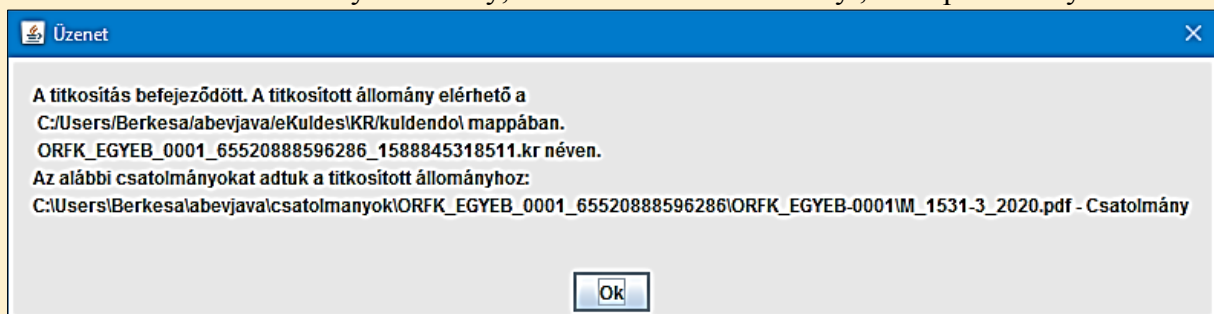 Üzenet
A titkosítás befejeződött. A titkosított állomány elérhető a
C:/Users/Berkesa/abevjava/eKuldes\KR/kuldendo\ mappában.
ORFK_EGYEB_0001_65520888596286_1588845318511.kr néven.
Az alábbi csatolmányokat adtuk a titkosított állományhoz:
C:\Users\Berkesa\abevjava\csatolmanyok\ORFK_EGYEB_0001_65520888596286\ORFK_EGYEB-0001\M_1531-3_2020.pdf - Csatolmány
Ok